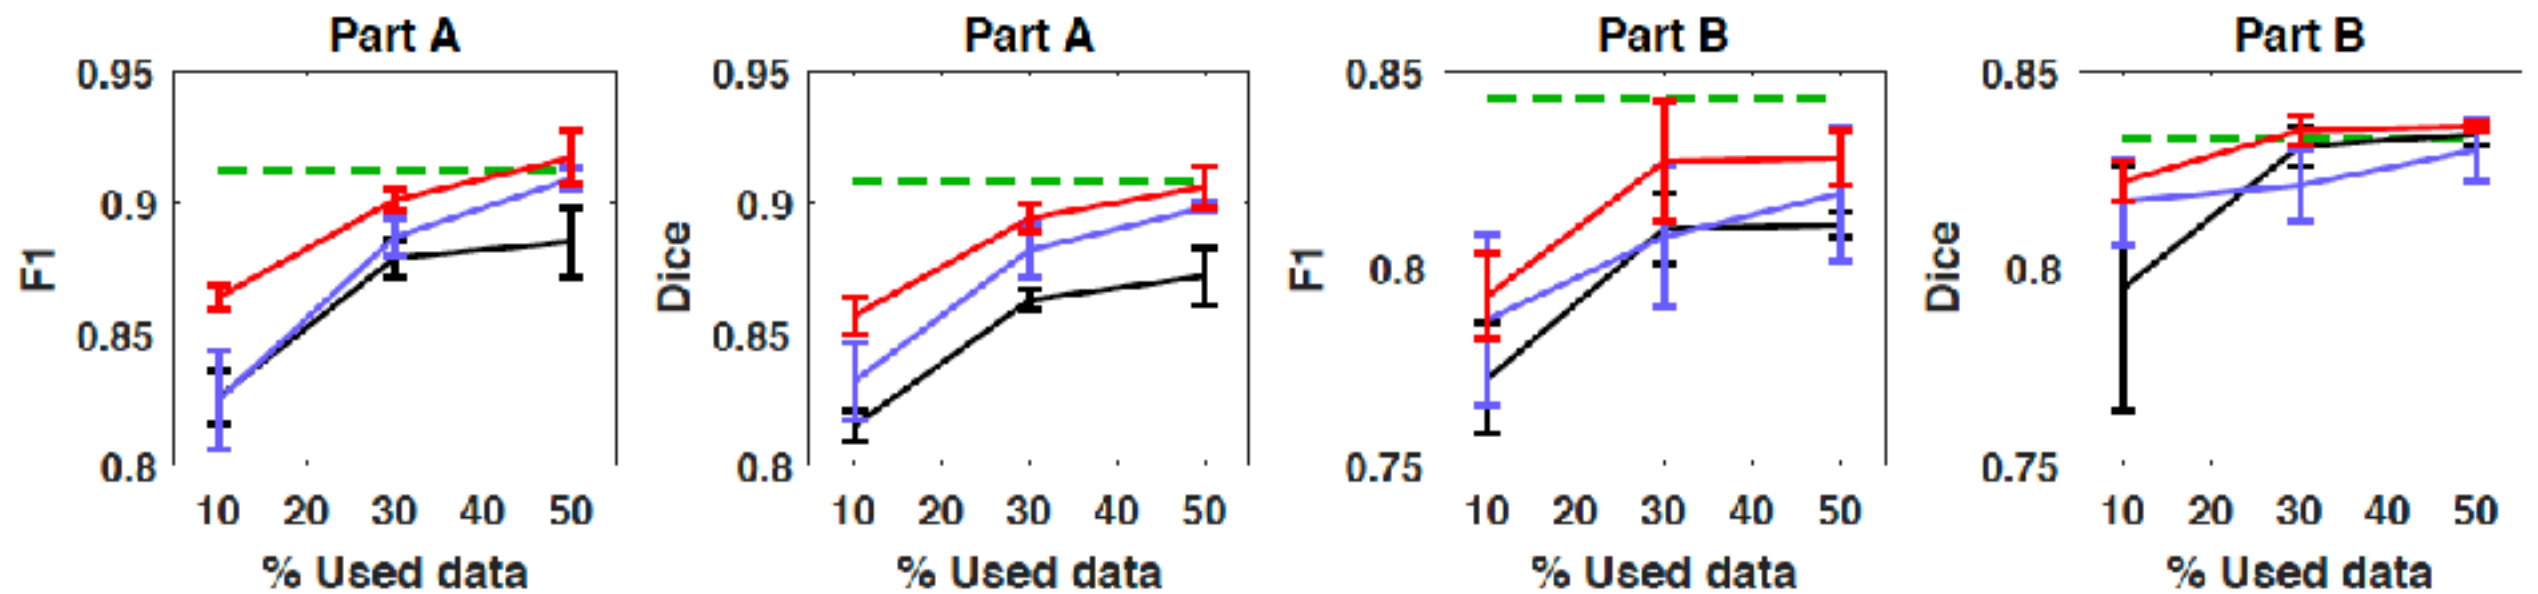 Part A Part A Part B Part B
0.95 0.95 0.85 0.85
F1 0.9 Dice 0.9 F1 0.8 Dice 0.8
0.85 0.85
0.8 0.8 0.75 0.75
10 20 30 40 50 10 20 30 40 50 10 20 30 40 50 10 20 30 40 50
% Used data % Used data % Used data % Used data